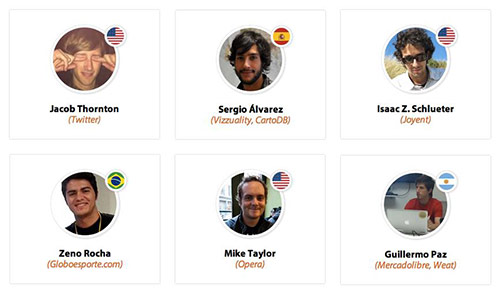 Jacob Thornton
(Twitter)
Sergio Álvarez
(Vizzuality, CartoDB)
Isaac Z. Schlueter
(Joyent)
Zeno Rocha
(Globoesporte.com)
Mike Taylor
(Opera)
Guillermo Paz
(Mercadolibre, Weat)